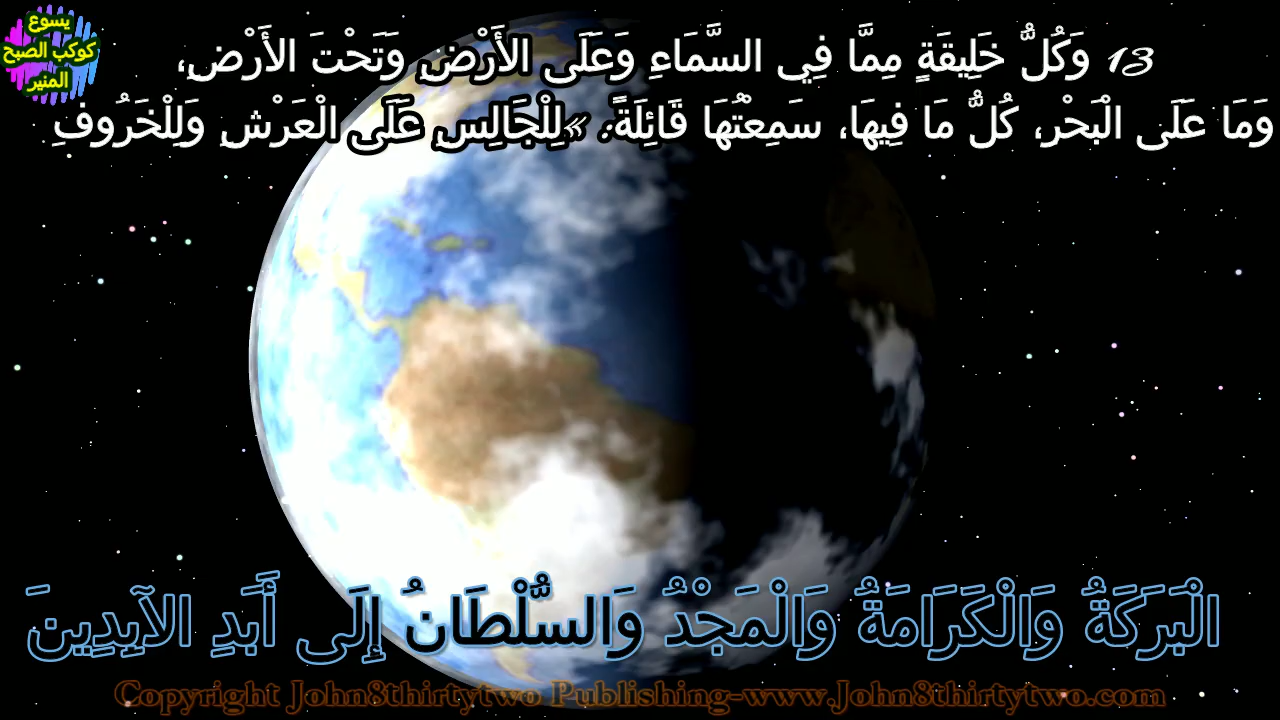 يسوع
كوكب الصبح
المنير
13 وَكُلُّ خَلِيقَةٍ مِمَّا فِي السَّمَاءِ وَعَلَى الأَرْضِ وَتَحْتَ الأَرْضِ،
وَمَا عَلَى الْبَحْرِ، كُلُّ مَا فِيهَا، سَمِعْتُهَا قَائِلَةً: «لِلْجَالِسِ عَلَى الْعَرْشِ وَلِلْخَرُوفِ
الْبَرَكَةُ وَالْكَرَامَةُ وَالْمَجْدُ وَالسُّلْطَانُ إِلَى أَبَدِ الآبِدِينَ
Copyright John8thirtytwo Publishing-www.John8thirtytwo.com